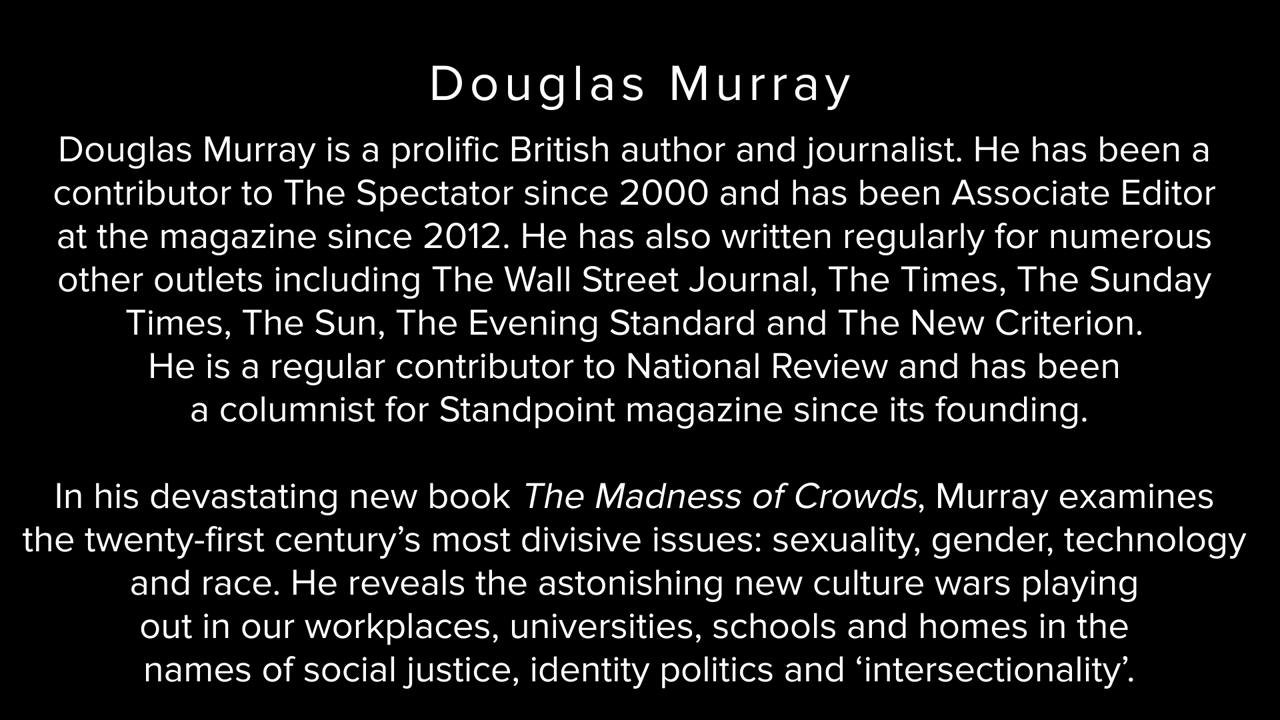 Douglas Murray
Douglas Murray is a prolific British author and journalist. He has been a
contributor to The Spectator since 2000 and has been Associate Editor
at the magazine since 2012. He has also written regularly for numerous
other outlets including The Wall Street Journal, The Times, The Sunday
Times, The Sun, The Evening Standard and The New Criterion.
He is a regular contributor to National Review and has been
a columnist for Standpoint magazine since its founding.
In his devastating new book The Madness of Crowds, Murray examines
the twenty-first century’s most divisive issues: sexuality, gender, technology
and race. He reveals the astonishing new culture wars playing
out in our workplaces, universities, schools and homes in the
names of social justice, identity politics and ‘intersectionality’.